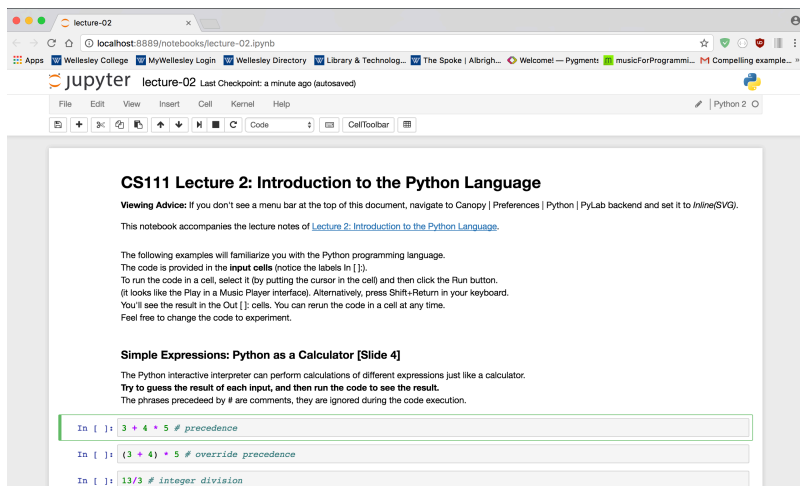 lecture-02
localhost:8889/notebooks/lecture-02.ipynb
Apps Wellesley College MyWellesley Login Wellesley Directory Library & Technolog... The Spoke | Albrigh... Welcome! — Pygments musicForProgrammi... Compelling example... »
jupyter lecture-02 Last Checkpoint: a minute ago (autosaved)
File Edit View Insert Cell Kernel Help Python 2
Code CellToolbar
CS111 Lecture 2: Introduction to the Python Language
Viewing Advice: If you don't see a menu bar at the top of this document, navigate to Canopy | Preferences | Python | PyLab backend and set it to Inline(SVG).
This notebook accompanies the lecture notes of Lecture 2: Introduction to the Python Language.
The following examples will familiarize you with the Python programming language.
The code is provided in the input cells (notice the labels In [ ]:).
To run the code in a cell, select it (by putting the cursor in the cell) and then click the Run button.
(it looks like the Play in a Music Player interface). Alternatively, press Shift+Return in your keyboard.
You'll see the result in the Out [ ]: cells. You can rerun the code in a cell at any time.
Feel free to change the code to experiment.
Simple Expressions: Python as a Calculator [Slide 4]
The Python interactive interpreter can perform calculations of different expressions just like a calculator.
Try to guess the result of each input, and then run the code to see the result.
The phrases precedeed by # are comments, they are ignored during the code execution.
In [ ]: 3 + 4 * 5 # precedence
In [ ]: (3 + 4) * 5 # override precedence
In [ ]: 13/3 # integer division